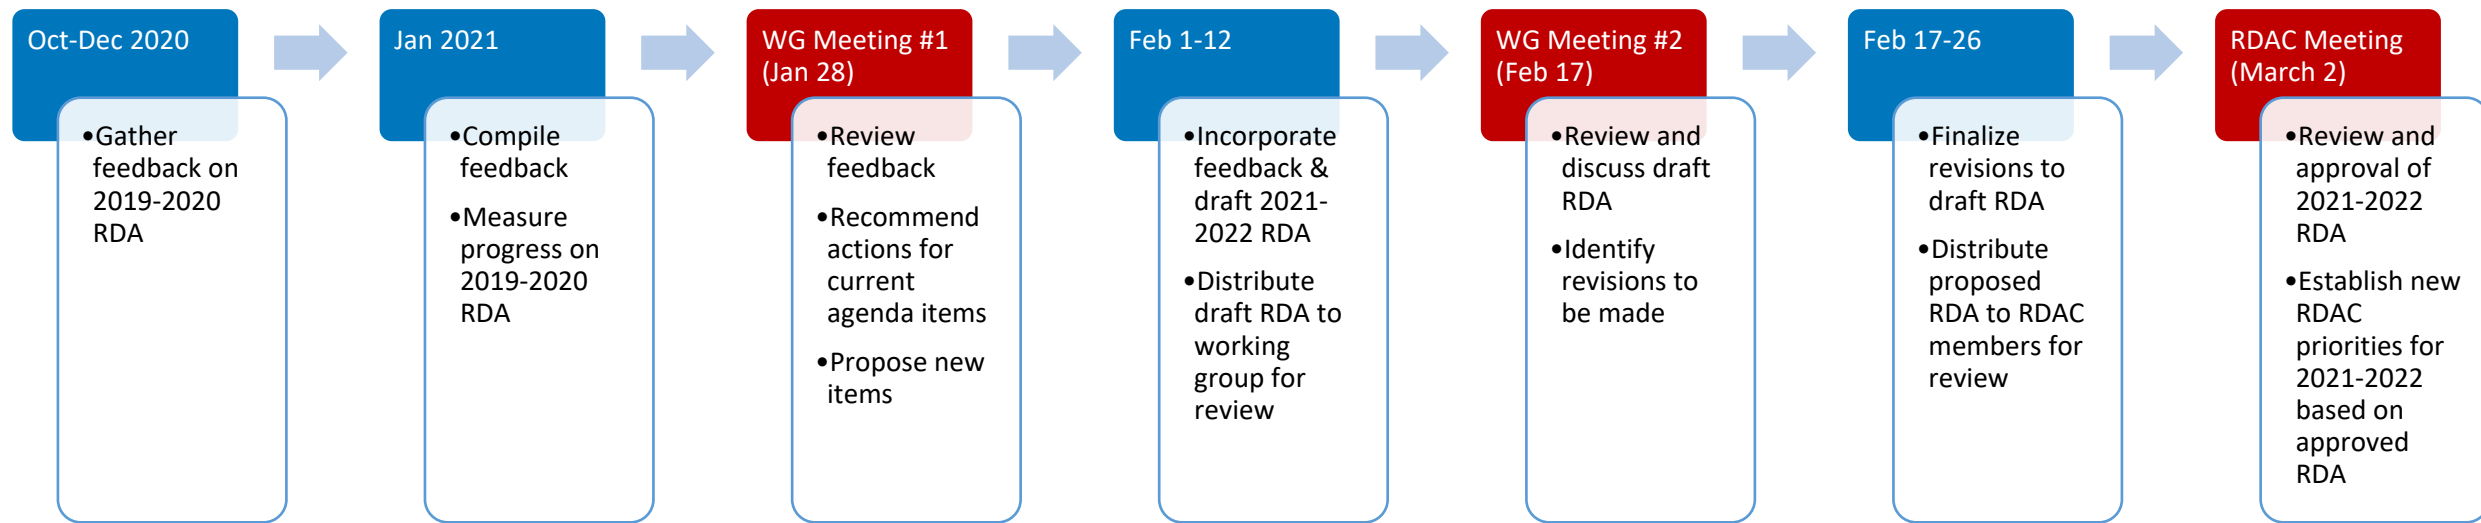 Oct-Dec 2020
•Gather
feedback on
2019-2020
RDA
Jan 2021
•Compile
feedback
•Measure
progress on
2019-2020
RDA
WG Meeting #1
(Jan 28)
•Review
feedback
•Recommend
actions for
current
agenda items
•Propose new
items
Feb 1-12
•Incorporate
feedback &
draft 2021-
2022 RDA
•Distribute
draft RDA to
working
group for
review
WG Meeting #2
(Feb 17)
•Review and
discuss draft
RDA
•Identify
revisions to
be made
Feb 17-26
•Finalize
revisions to
draft RDA
•Distribute
proposed
RDA to RDAC
members for
review
RDAC Meeting
(March 2)
•Review and
approval of
2021-2022
RDA
•Establish new
RDAC
priorities for
2021-2022
based on
approved
RDA